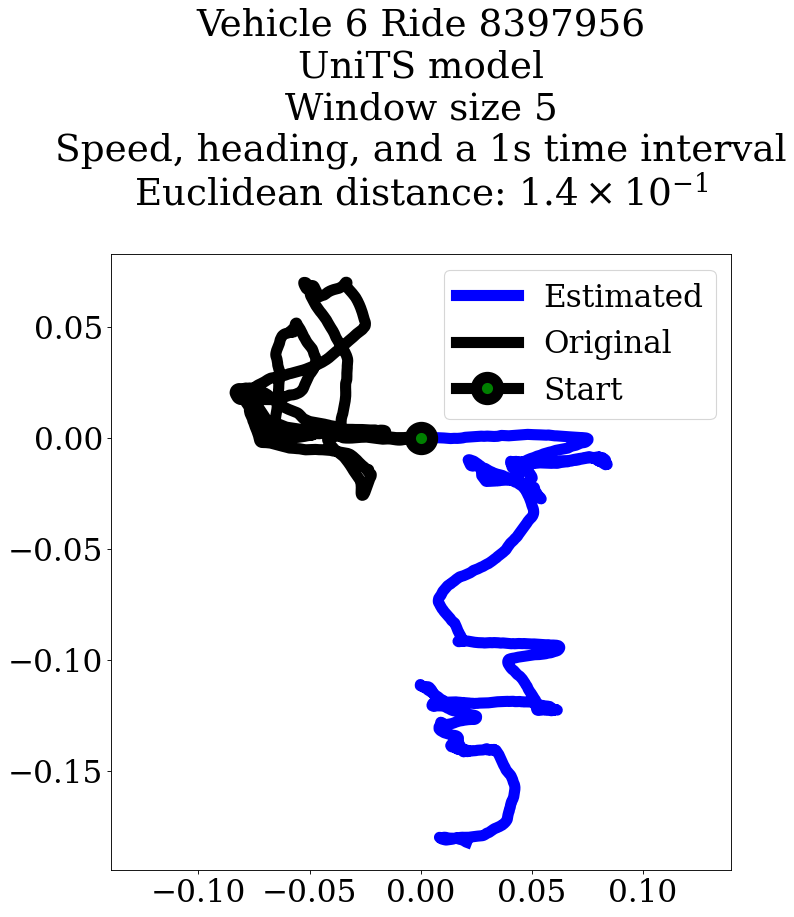 Vehicle 6 Ride 8397956
UniTS model
Window size 5
Speed, heading, and a 1s time interval
Euclidean distance: 1.4 × 10⁻¹
Estimated
Original
Start
0.05
0.00
−0.05
−0.10
−0.15
−0.10 −0.05 0.00 0.05 0.10